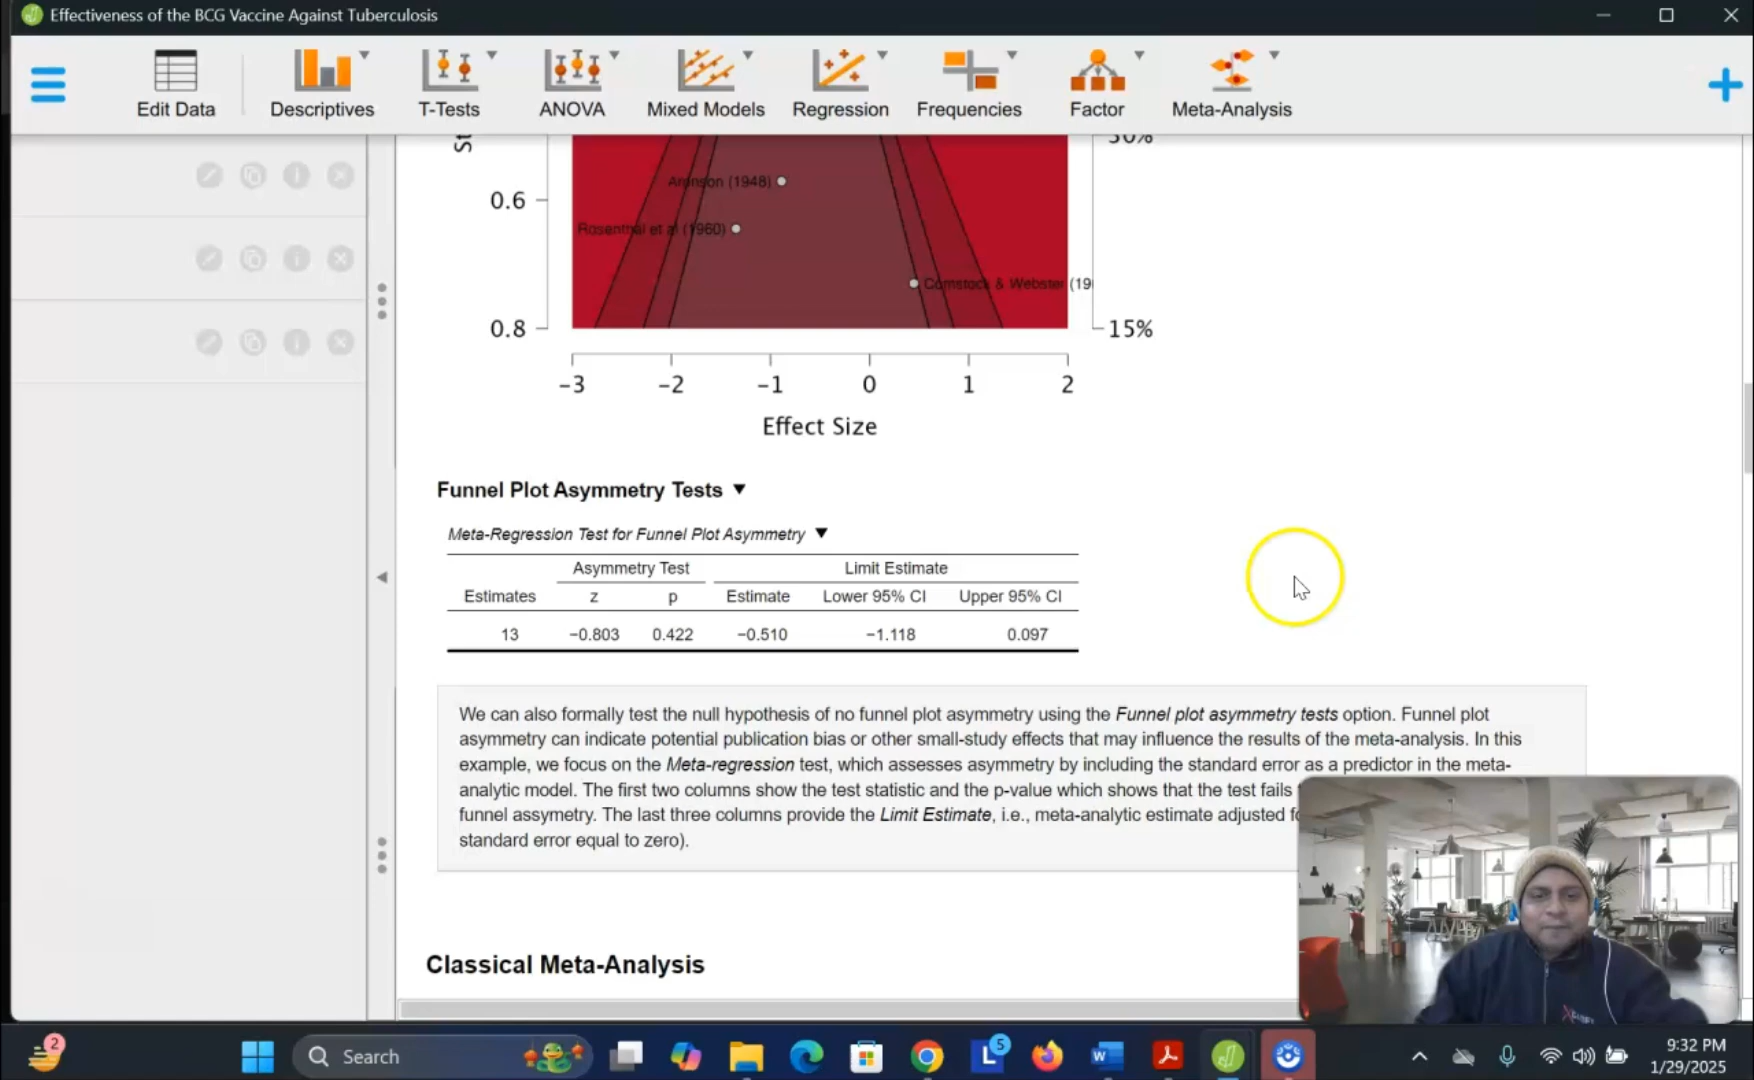 Effectiveness of the BCG Vaccine Against Tuberculosis
Edit Data
Descriptives
T-Tests
ANOVA
Mixed Models
Regression
Frequencies
Factor
Meta-Analysis
30%
Aronson (1948)
0.6
Rosenthal et al (1960)
Comstock & Webster (19
0.8
15%
−3 −2 −1 0 1 2
Effect Size
Funnel Plot Asymmetry Tests
Meta-Regression Test for Funnel Plot Asymmetry
Asymmetry Test Limit Estimate
Estimates z p Estimate Lower 95% CI Upper 95% CI
13 −0.803 0.422 −0.510 −1.118 0.097
We can also formally test the null hypothesis of no funnel plot asymmetry using the Funnel plot asymmetry tests option. Funnel plot
asymmetry can indicate potential publication bias or other small-study effects that may influence the results of the meta-analysis. In this
example, we focus on the Meta-regression test, which assesses asymmetry by including the standard error as a predictor in the meta-
analytic model. The first two columns show the test statistic and the p-value which shows that the test fails
funnel assymetry. The last three columns provide the Limit Estimate, i.e., meta-analytic estimate adjusted
standard error equal to zero).
Classical Meta-Analysis
2
Search
5
9:32 PM
1/29/2025